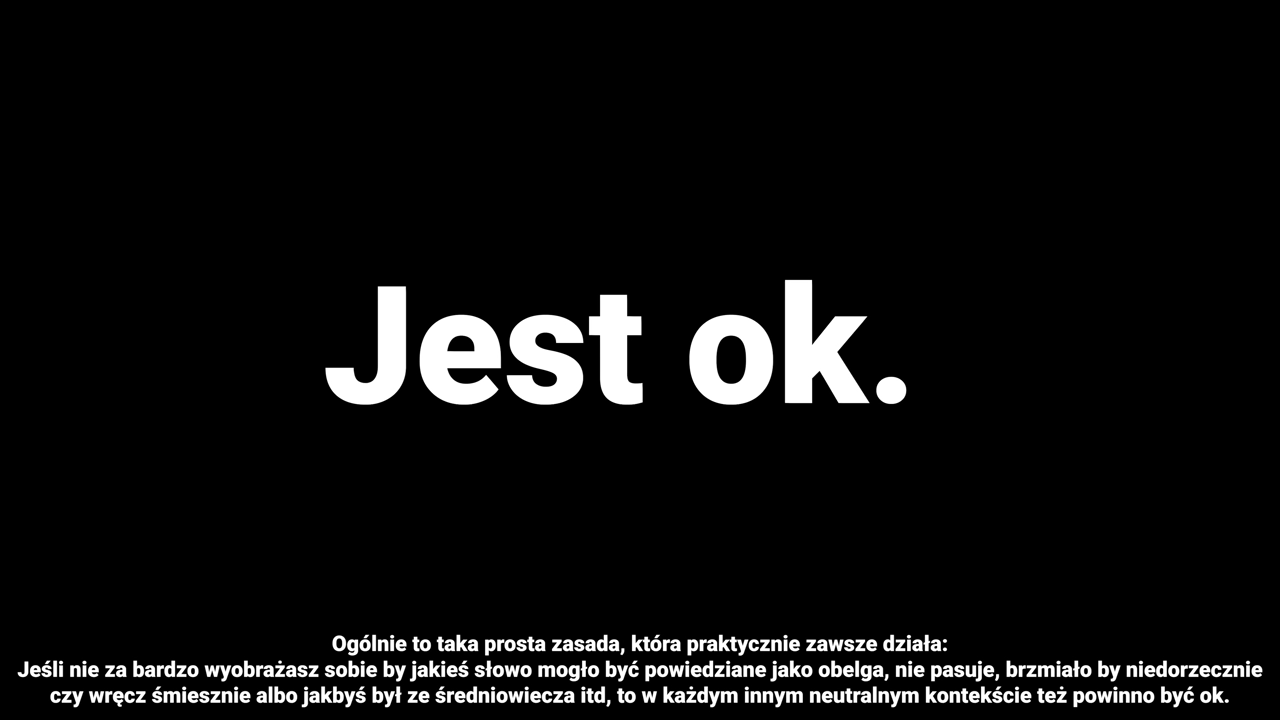 Jest ok.
Ogólnie to taka prosta zasada, która praktycznie zawsze działa:
Jeśli nie za bardzo wyobrażasz sobie by jakieś słowo mogło być powiedziane jako obelga, nie pasuje, brzmiało by niedorzecznie
czy wręcz śmiesznie albo jakbyś był ze średniowiecza itd, to w każdym innym neutralnym kontekście też powinno być ok.